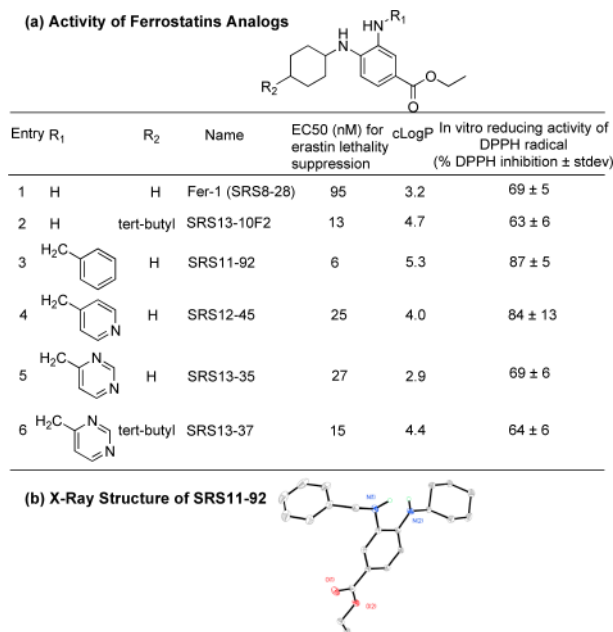 (a) Activity of Ferrostatins Analogs
R1
HN
H
N
R2
O
O
Entry R1 R2 Name EC50 (nM) for erastin lethality suppression cLogP In vitro reducing activity of DPPH radical (% DPPH inhibition ± stdev)
1 H H Fer-1 (SRS8-28) 95 3.2 69 ± 5
2 H tert-butyl SRS13-10F2 13 4.7 63 ± 6
3 H2C H SRS11-92 6 5.3 87 ± 5
4 H2C N H SRS12-45 25 4.0 84 ± 13
5 H2C N N H SRS13-35 27 2.9 69 ± 6
6 H2C N N tert-butyl SRS13-37 15 4.4 64 ± 6
(b) X-Ray Structure of SRS11-92
N(1)
N(2)
O(1)
O(2)